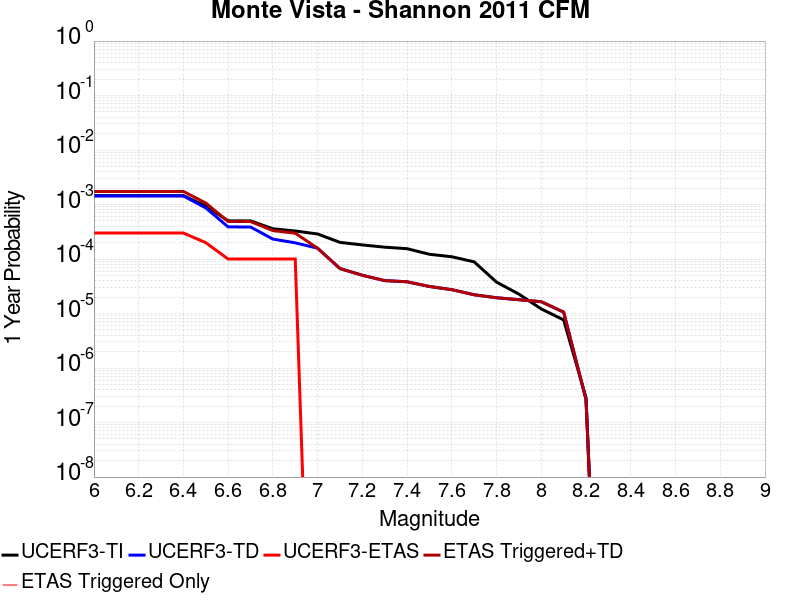 Monte Vista - Shannon 2011 CFM
10^0
10^-1
10^-2
10^-3
10^-4
10^-5
10^-6
10^-7
10^-8
1 Year Probability
6 6.2 6.4 6.6 6.8 7 7.2 7.4 7.6 7.8 8 8.2 8.4 8.6 8.8 9
Magnitude
UCERF3-TI UCERF3-TD UCERF3-ETAS ETAS Triggered+TD
ETAS Triggered Only